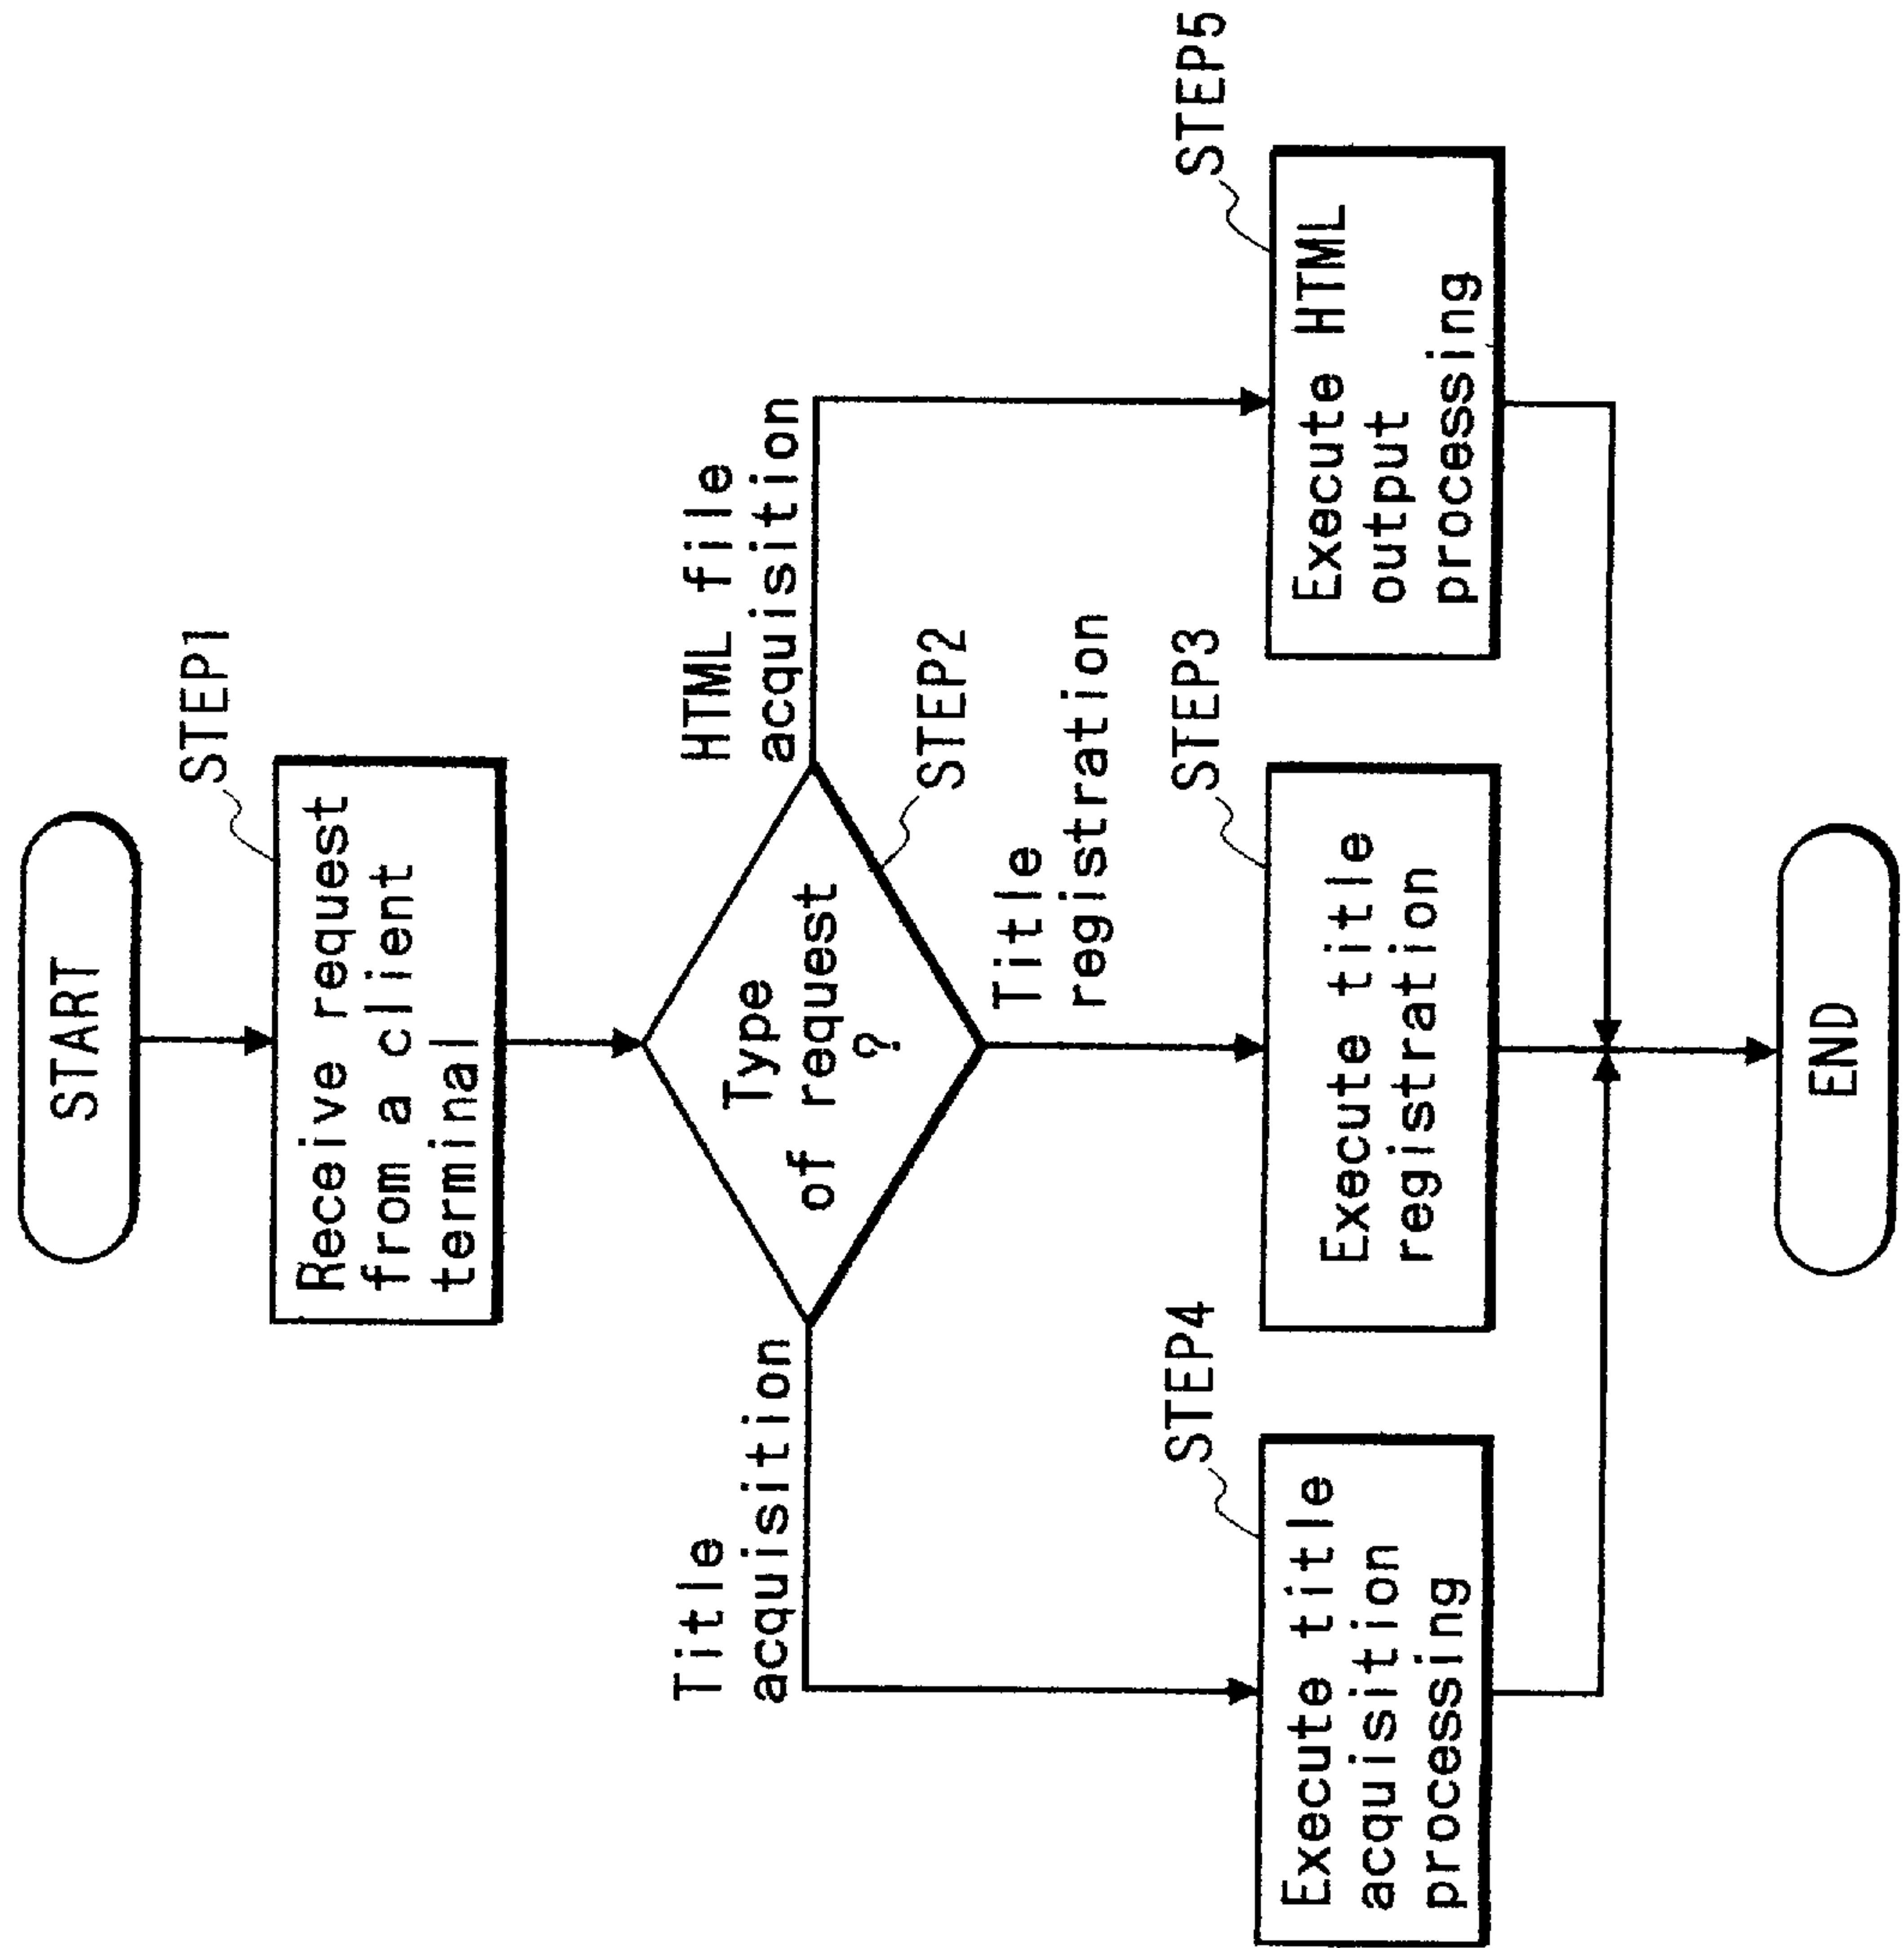 START
STEP1
Receive request
from a client
terminal
Type
of request
?
STEP2
Title
acquisition
Title
registration
HTML file
acquisition
STEP4
Execute title
acquisition
processing
STEP3
Execute title
registration
STEP5
Execute HTML
output
processing
END